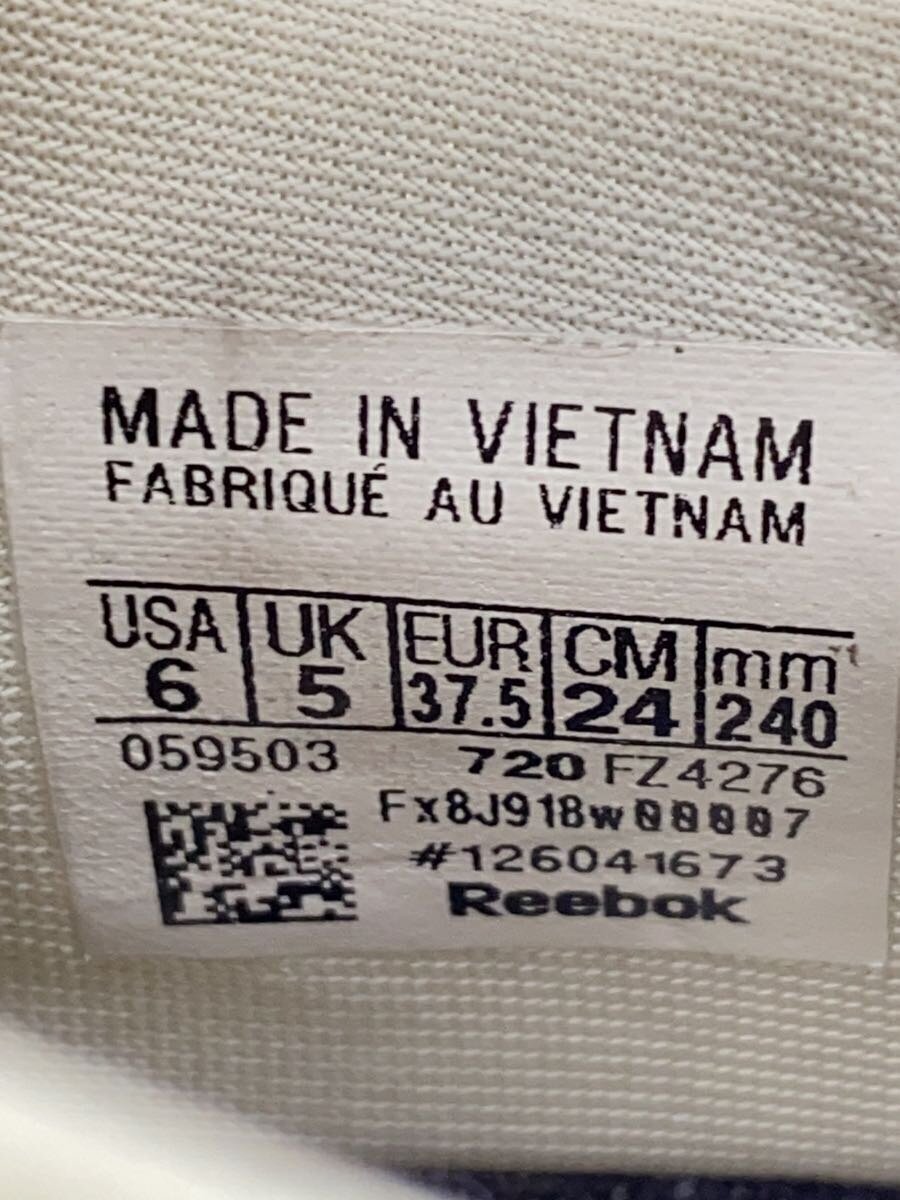 MADE IN VIETNAM
FABRIQUÉ AU VIETNAM
USA UK EUR CM mm
6 5 37.5 24 240
059503 720 FZ4276
Fx8J918w00007
#126041673
Reebok